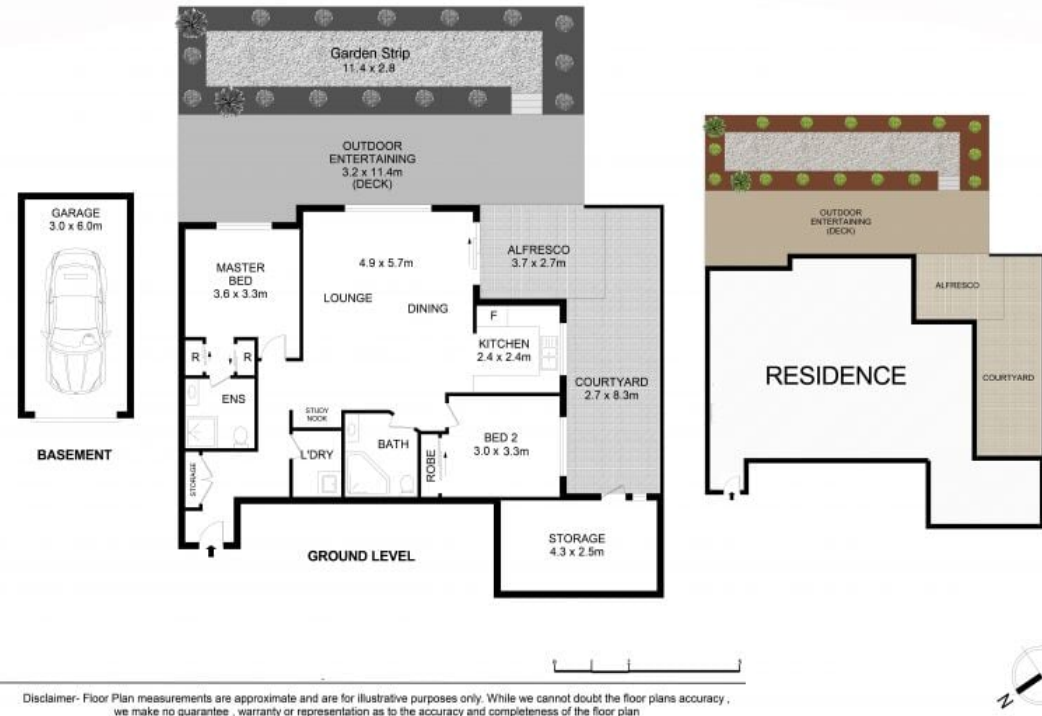 Garden Strip
11.4 x 2.8
OUTDOOR
ENTERTAINING
3.2 x 11.4m
(DECK)
GARAGE
3.0 x 6.0m
BASEMENT
MASTER
BED
3.6 x 3.3m
4.9 x 5.7m
LOUNGE
DINING
ALFRESCO
3.7 x 2.7m
F
KITCHEN
2.4 x 2.4m
COURTYARD
2.7 x 8.3m
R
R
ENS
STUDY
NOOK
BATH
BED 2
3.0 x 3.3m
ROBE
L'DRY
STORAGE
STORAGE
4.3 x 2.5m
GROUND LEVEL
OUTDOOR
ENTERTAINING
(DECK)
ALFRESCO
RESIDENCE
COURTYARD
N
Disclaimer- Floor Plan measurements are approximate and are for illustrative purposes only. While we cannot doubt the floor plans accuracy ,
we make no guarantee , warranty or representation as to the accuracy and completeness of the floor plan